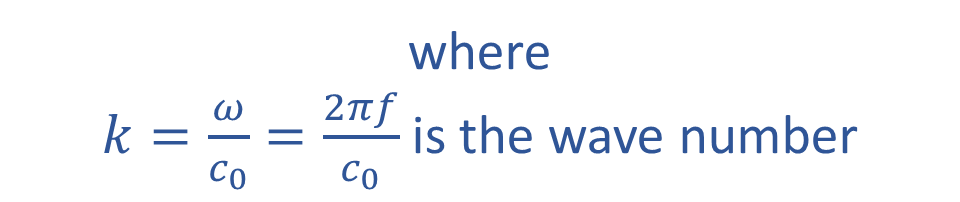 where
k = ω/c₀ = 2πf/c₀ is the wave number